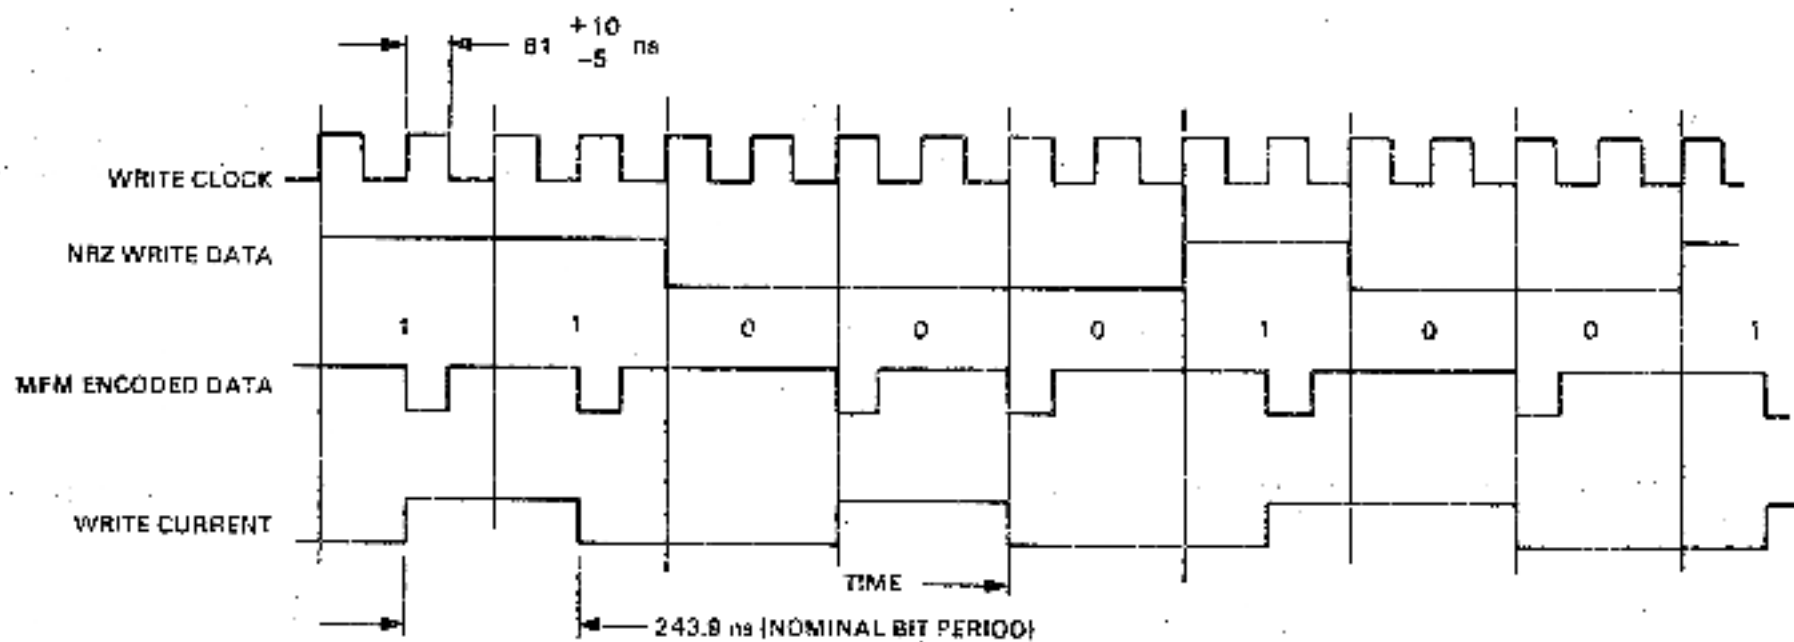 +10
61 ns
-5
WRITE CLOCK
NRZ WRITE DATA
1 1 0 0 0 1 0 0 1
MFM ENCODED DATA
WRITE CURRENT
TIME
243.9 ns (NOMINAL BIT PERIOD)